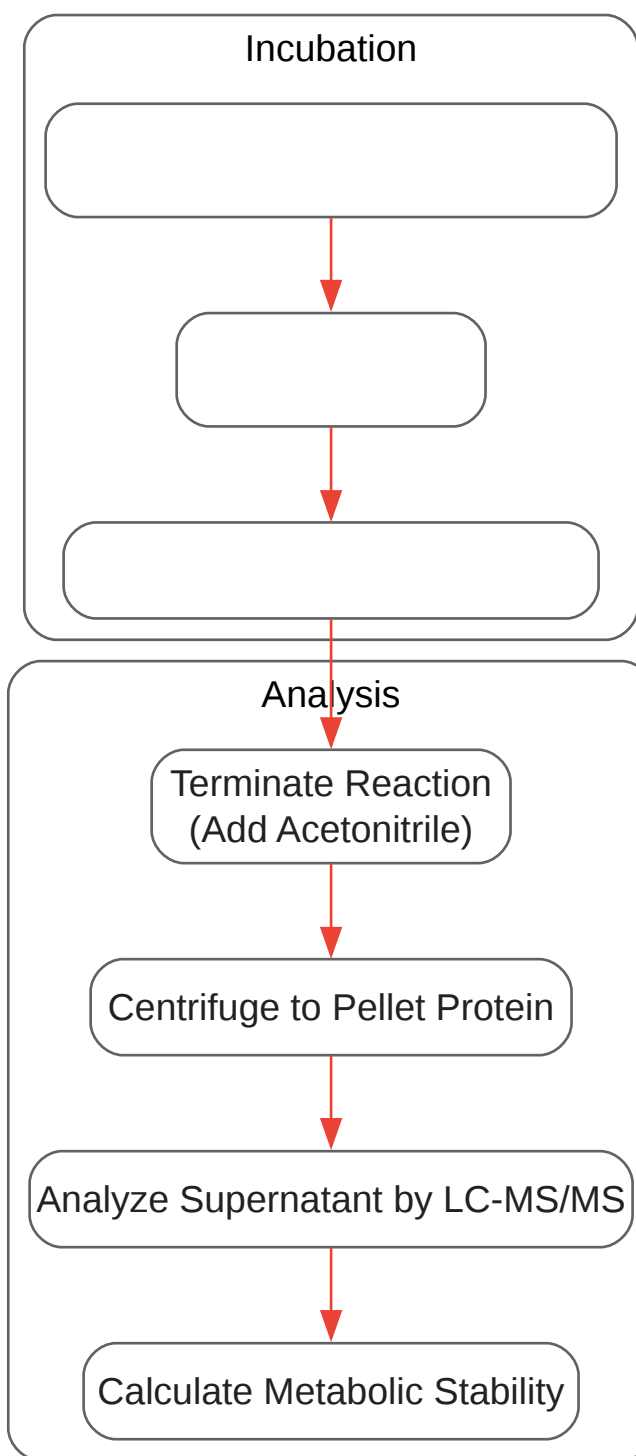 Incubation
Analysis
Terminate Reaction
(Add Acetonitrile)
Centrifuge to Pellet Protein
Analyze Supernatant by LC-MS/MS
Calculate Metabolic Stability